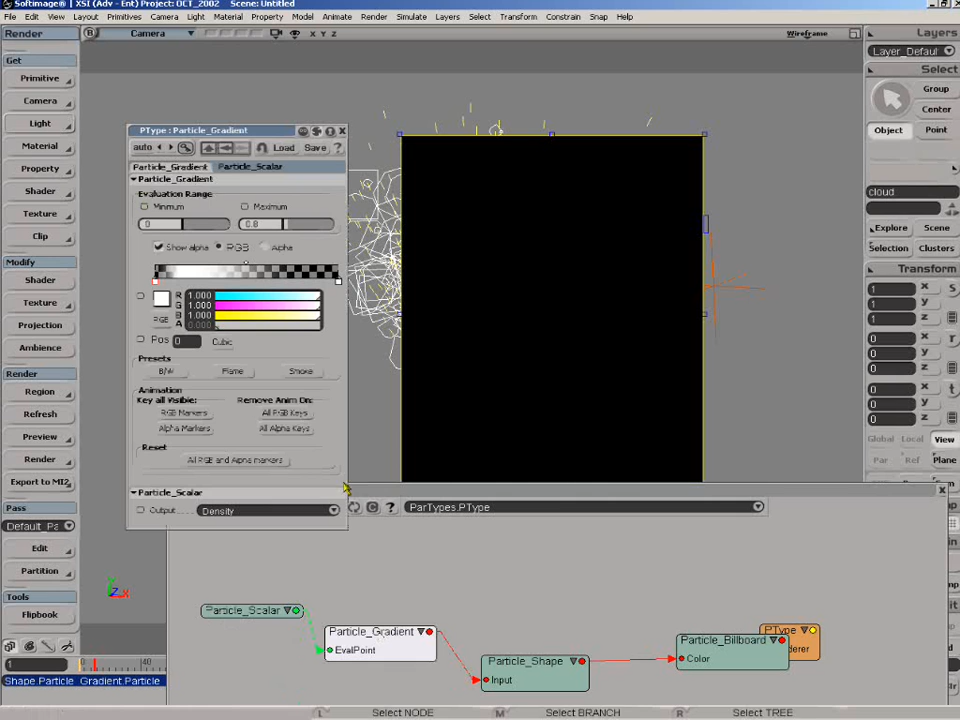 Softimage® | XSI (Adv - Ent) Project: OCT_2002 Scene: Untitled
File Edit View Layout Primitives Camera Light Material Property Model Animate Render Simulate Layers Select Transform Constrain Snap Help
Render
B Camera X Y Z Wireframe
Layers
Layer_Defaul
Get
Primitive
Camera
Light
Material
Property
Shader
Texture
Clip
Modify
Shader
Texture
Projection
Ambience
Render
Region
Refresh
Preview
Render
Export to MI2
Pass
Default_Pa
Edit
Partition
Tools
Flipbook
PType : Particle_Gradient
auto Load Save ?
Particle_Gradient Particle_Scalar
Particle_Gradient
Evaluation Range
Minimum Maximum
0 0.8
Show alpha RGB Alpha
R 1.000
G 1.000
B 1.000
A 0.000
RGB
Pos 0 Cubic
Presets
B/W Flame Smoke
Animation
Key all Visible: Remove Anim On:
RGB Markers All RGB Keys
Alpha Markers All Alpha Keys
Reset
All RGB and Alpha markers
Particle_Scalar
Output Density
Select
Group
Center
Object Point
cloud
Explore Scene
Selection Clusters
Transform
1 x
1 y s
1 z
0 x r
0 y
0 z
0 x t
0 y
0 z
Global Local View
Par Ref Plane
C ? ParTypes.PType
Particle_Scalar
Particle_Gradient
EvalPoint
Particle_Shape
Input
Particle_Billboard
Color
PType
Z X
1 40
Shape.Particle_Gradient.Particle
L Select NODE M Select BRANCH R Select TREE